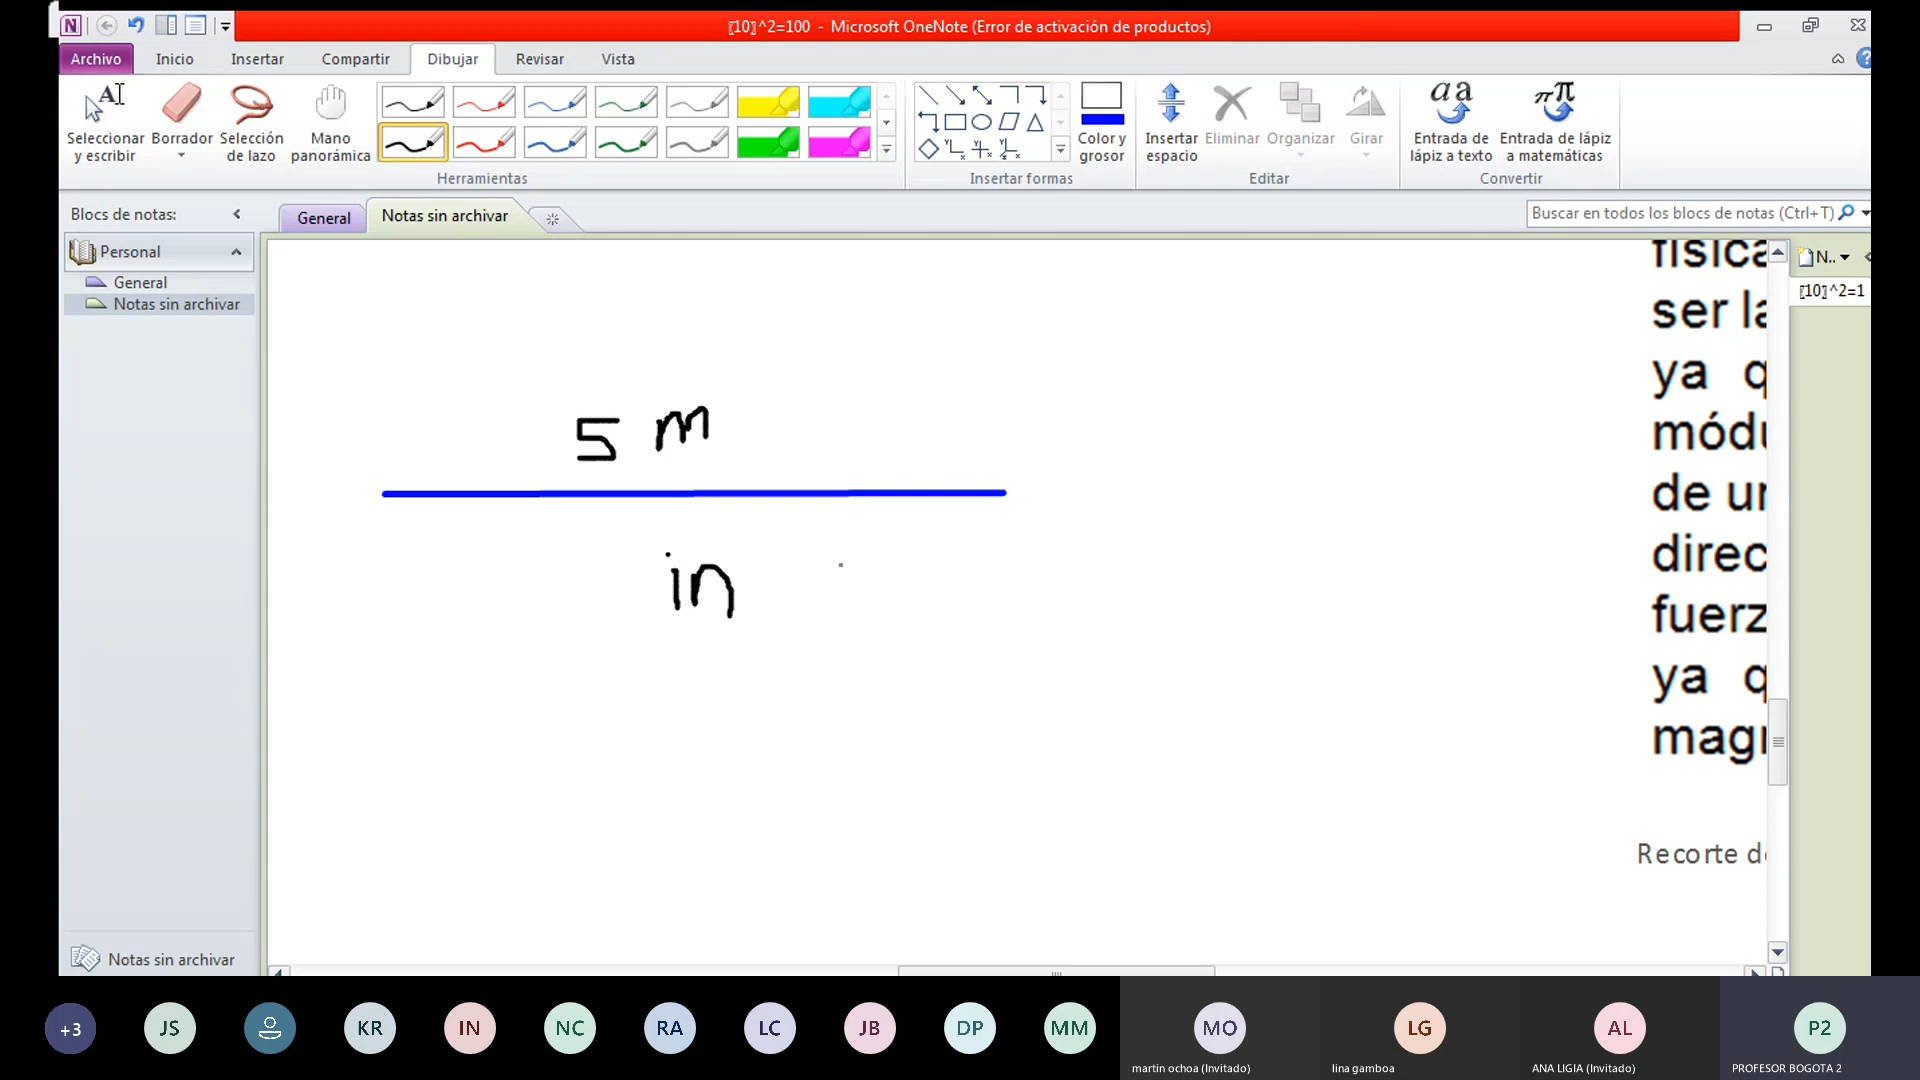 〖10〗^2=100 - Microsoft OneNote (Error de activación de productos)
Archivo Inicio Insertar Compartir Dibujar Revisar Vista
Seleccionar y escribir
Borrador
Selección de lazo
Mano panorámica
Herramientas
Insertar formas
Color y grosor
Insertar espacio
Eliminar
Organizar
Girar
Editar
Entrada de lápiz a texto
Entrada de lápiz a matemáticas
Convertir
Blocs de notas:
General
Notas sin archivar
Buscar en todos los blocs de notas (Ctrl+T)
Personal
General
Notas sin archivar
N..
〖10〗^2=1
5 m
in
física
ser la
ya q
módu
de un
direc
fuerz
ya q
magn
Recorte de
Notas sin archivar
+3 JS KR IN NC RA LC JB DP MM MO LG AL P2
martin ochoa (Invitado) lina gamboa ANA LIGIA (Invitado) PROFESOR BOGOTA 2